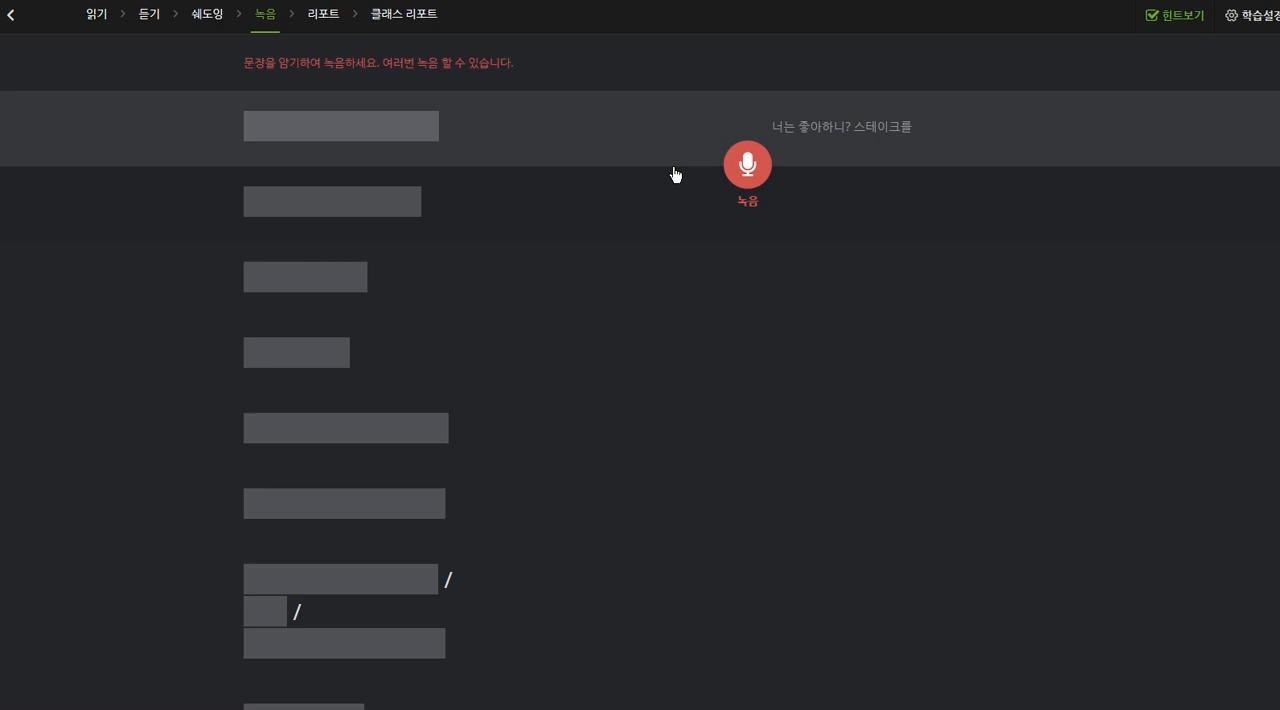 읽기 > 듣기 > 쉐도잉 > 녹음 > 리포트 > 클래스 리포트 힌트보기 학습설정
문장을 암기하여 녹음하세요. 여러번 녹음 할 수 있습니다.
너는 좋아하니? 스테이크를
녹음
/
/